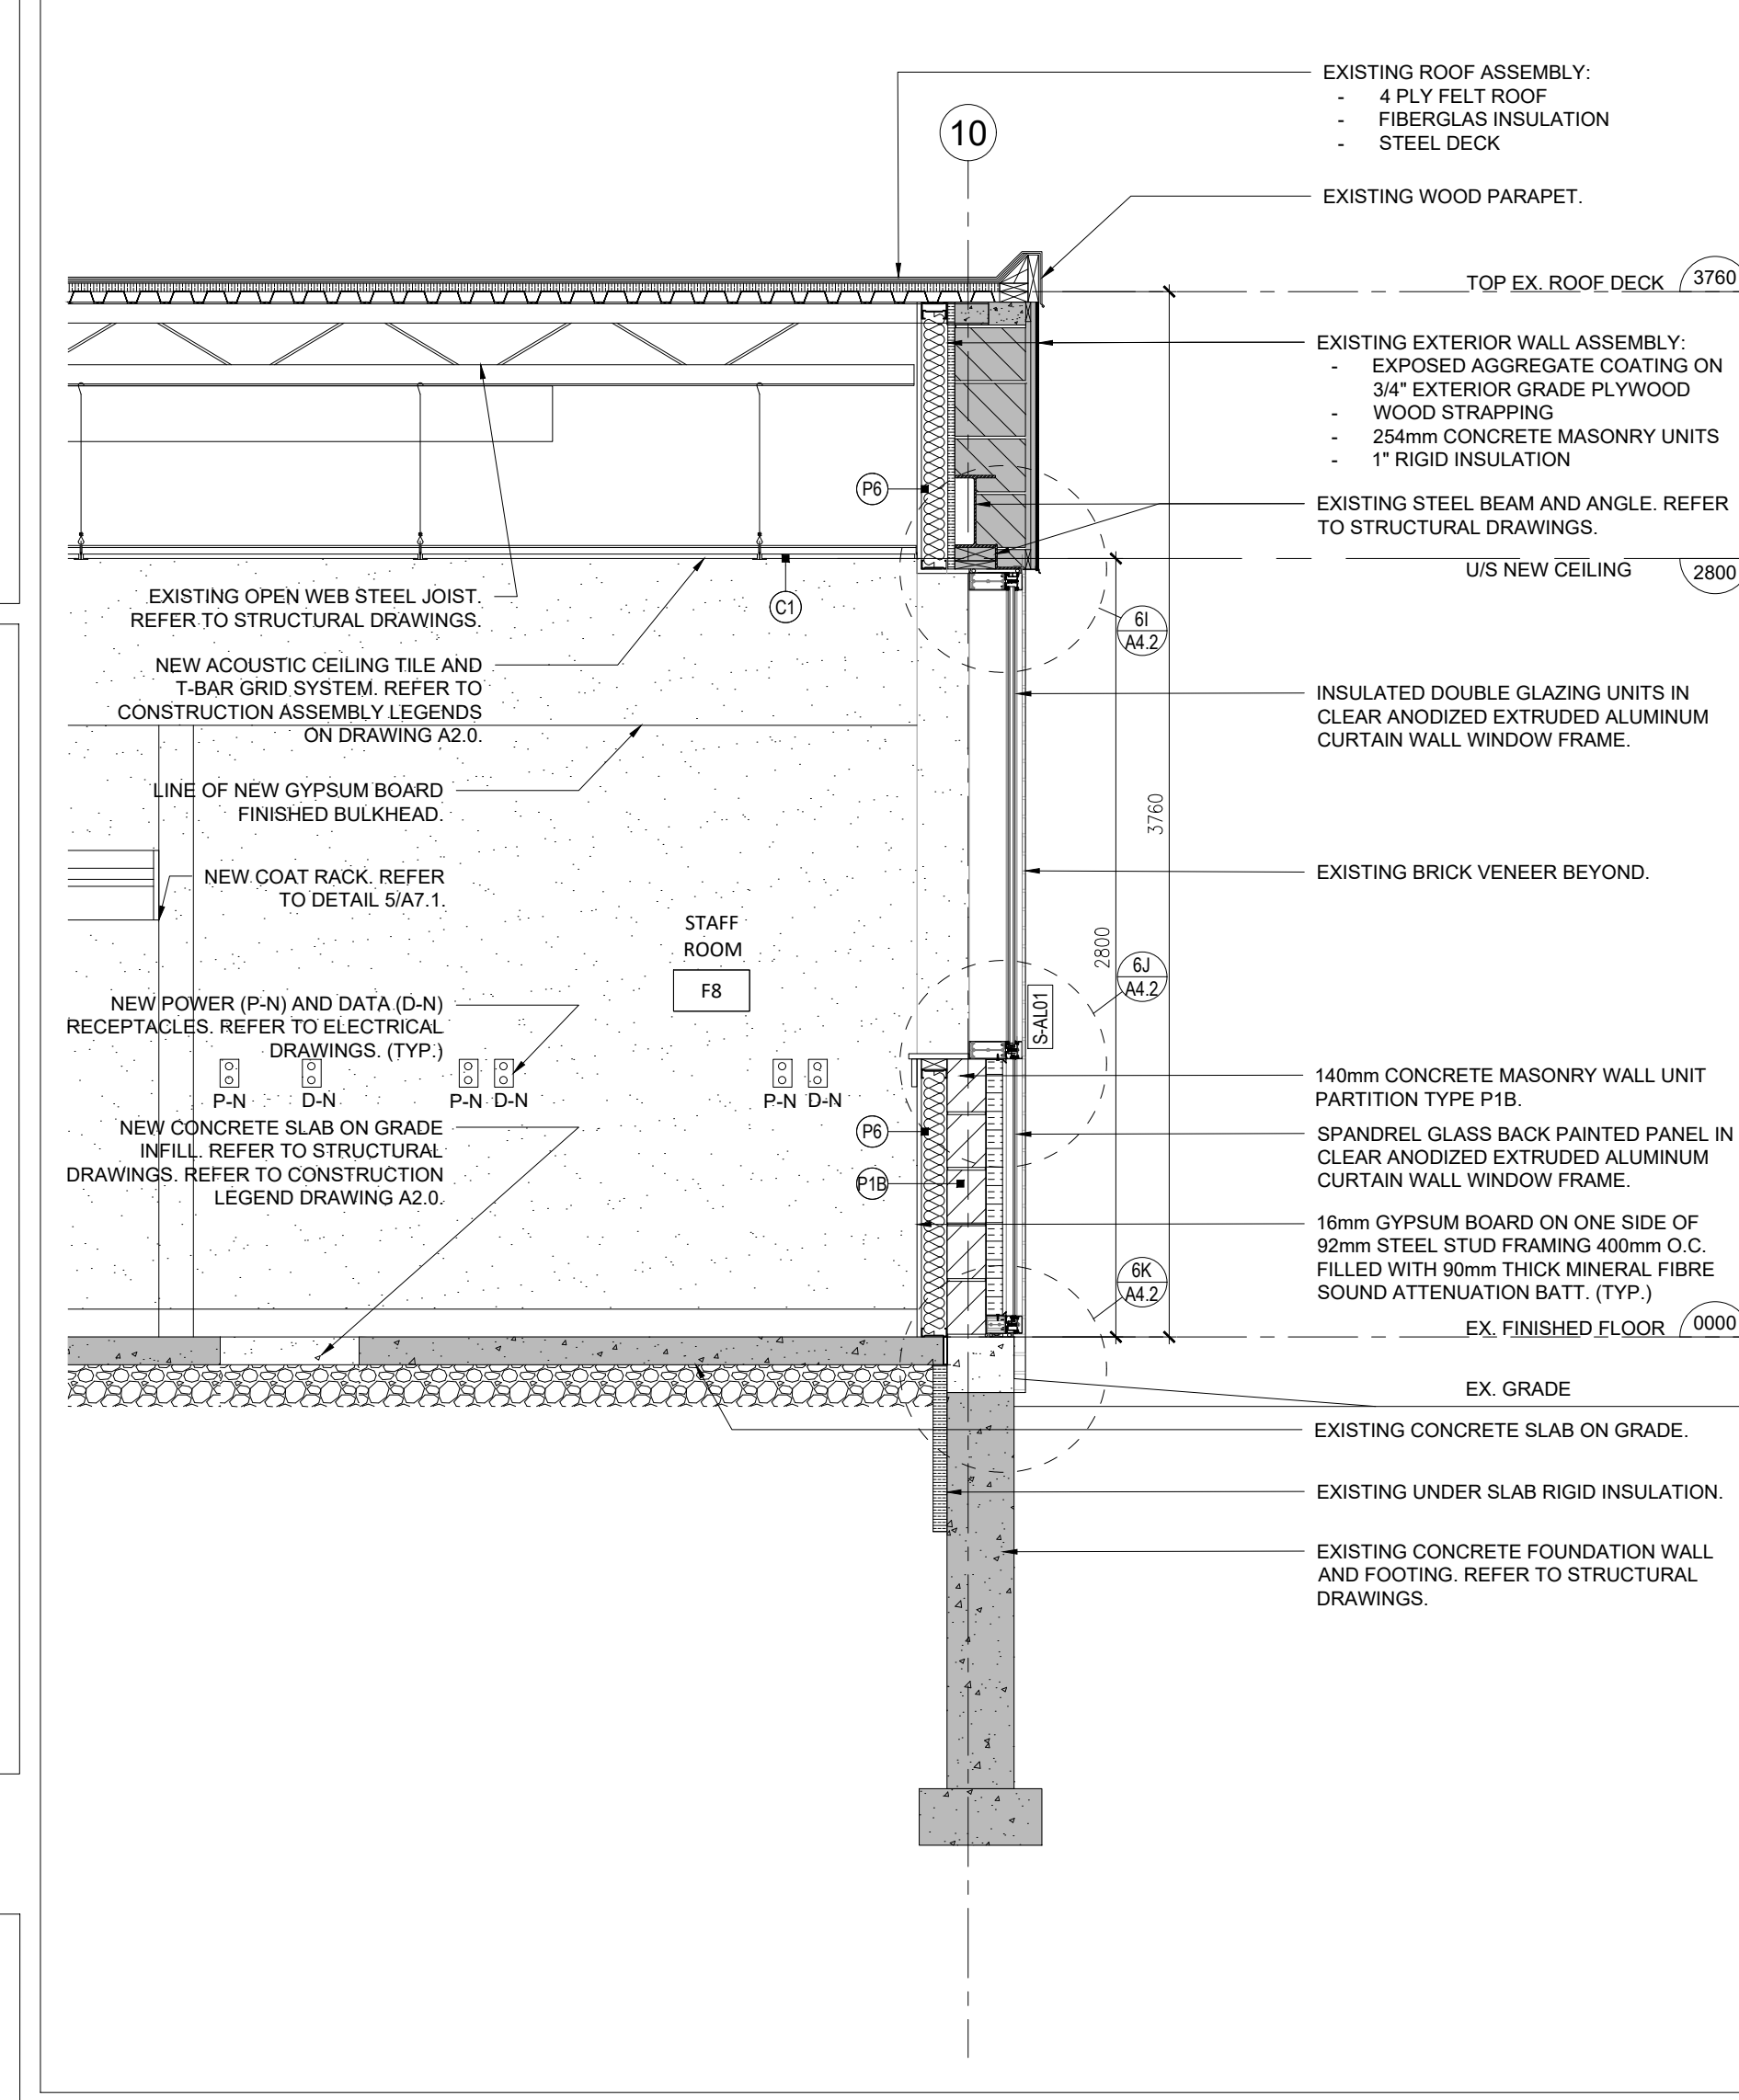 10
EXISTING ROOF ASSEMBLY:
- 4 PLY FELT ROOF
- FIBERGLAS INSULATION
- STEEL DECK
EXISTING WOOD PARAPET.
TOP EX. ROOF DECK 3760
EXISTING EXTERIOR WALL ASSEMBLY:
- EXPOSED AGGREGATE COATING ON
3/4" EXTERIOR GRADE PLYWOOD
- WOOD STRAPPING
- 254mm CONCRETE MASONRY UNITS
- 1" RIGID INSULATION
P6
EXISTING STEEL BEAM AND ANGLE. REFER
TO STRUCTURAL DRAWINGS.
U/S NEW CEILING 2800
C1
6I
A4.2
EXISTING OPEN WEB STEEL JOIST.
REFER TO STRUCTURAL DRAWINGS.
NEW ACOUSTIC CEILING TILE AND
T-BAR GRID SYSTEM. REFER TO
CONSTRUCTION ASSEMBLY LEGENDS
ON DRAWING A2.0.
INSULATED DOUBLE GLAZING UNITS IN
CLEAR ANODIZED EXTRUDED ALUMINUM
CURTAIN WALL WINDOW FRAME.
LINE OF NEW GYPSUM BOARD
FINISHED BULKHEAD.
3760
NEW COAT RACK. REFER
TO DETAIL 5/A7.1.
EXISTING BRICK VENEER BEYOND.
STAFF
ROOM
F8
2800
6J
A4.2
S-AL01
NEW POWER (P-N) AND DATA (D-N)
RECEPTACLES. REFER TO ELECTRICAL
DRAWINGS. (TYP.)
P-N D-N P-N D-N P-N D-N
140mm CONCRETE MASONRY WALL UNIT
PARTITION TYPE P1B.
NEW CONCRETE SLAB ON GRADE
INFILL. REFER TO STRUCTURAL
DRAWINGS. REFER TO CONSTRUCTION
LEGEND DRAWING A2.0.
P6
P1B
SPANDREL GLASS BACK PAINTED PANEL IN
CLEAR ANODIZED EXTRUDED ALUMINUM
CURTAIN WALL WINDOW FRAME.
16mm GYPSUM BOARD ON ONE SIDE OF
92mm STEEL STUD FRAMING 400mm O.C.
FILLED WITH 90mm THICK MINERAL FIBRE
SOUND ATTENUATION BATT. (TYP.)
6K
A4.2
EX. FINISHED FLOOR 0000
EX. GRADE
EXISTING CONCRETE SLAB ON GRADE.
EXISTING UNDER SLAB RIGID INSULATION.
EXISTING CONCRETE FOUNDATION WALL
AND FOOTING. REFER TO STRUCTURAL
DRAWINGS.